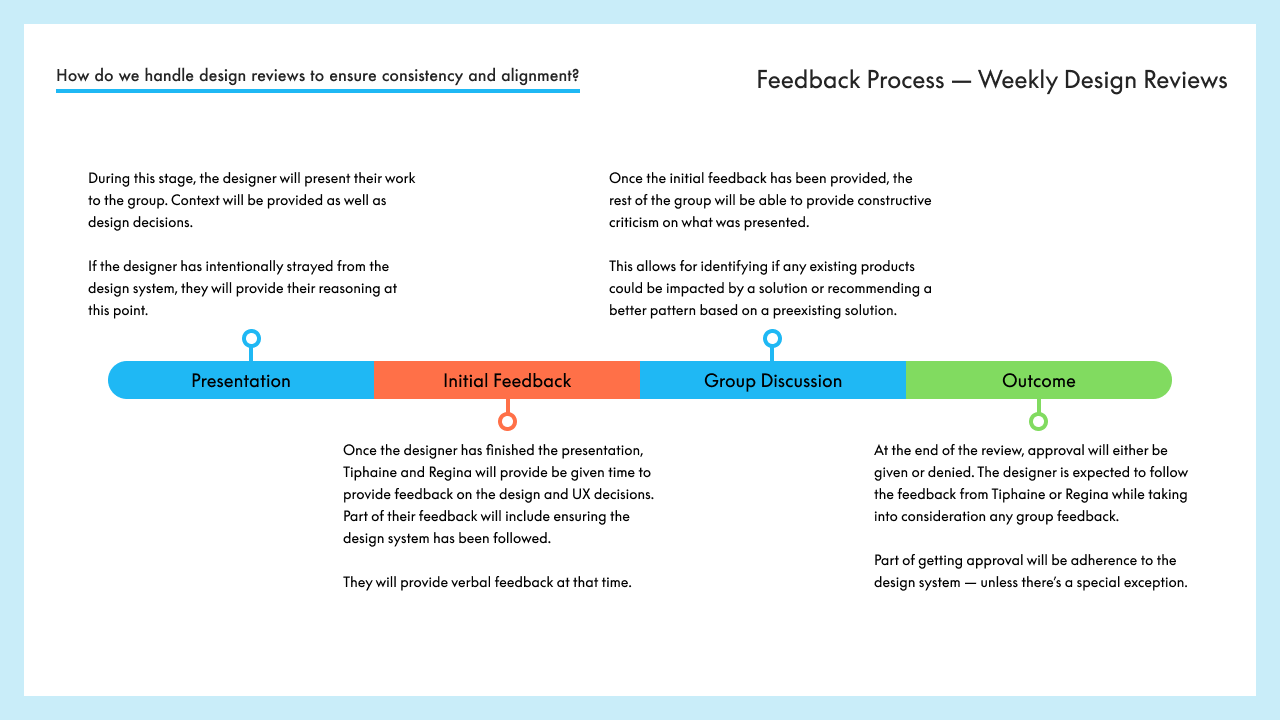 How do we handle design reviews to ensure consistency and alignment?
Feedback Process — Weekly Design Reviews
During this stage, the designer will present their work
to the group. Context will be provided as well as
design decisions.
If the designer has intentionally strayed from the
design system, they will provide their reasoning at
this point.
Once the initial feedback has been provided, the
rest of the group will be able to provide constructive
criticism on what was presented.
This allows for identifying if any existing products
could be impacted by a solution or recommending a
better pattern based on a preexisting solution.
Presentation
Initial Feedback
Group Discussion
Outcome
Once the designer has finished the presentation,
Tiphaine and Regina will provide be given time to
provide feedback on the design and UX decisions.
Part of their feedback will include ensuring the
design system has been followed.
They will provide verbal feedback at that time.
At the end of the review, approval will either be
given or denied. The designer is expected to follow
the feedback from Tiphaine or Regina while taking
into consideration any group feedback.
Part of getting approval will be adherence to the
design system — unless there's a special exception.